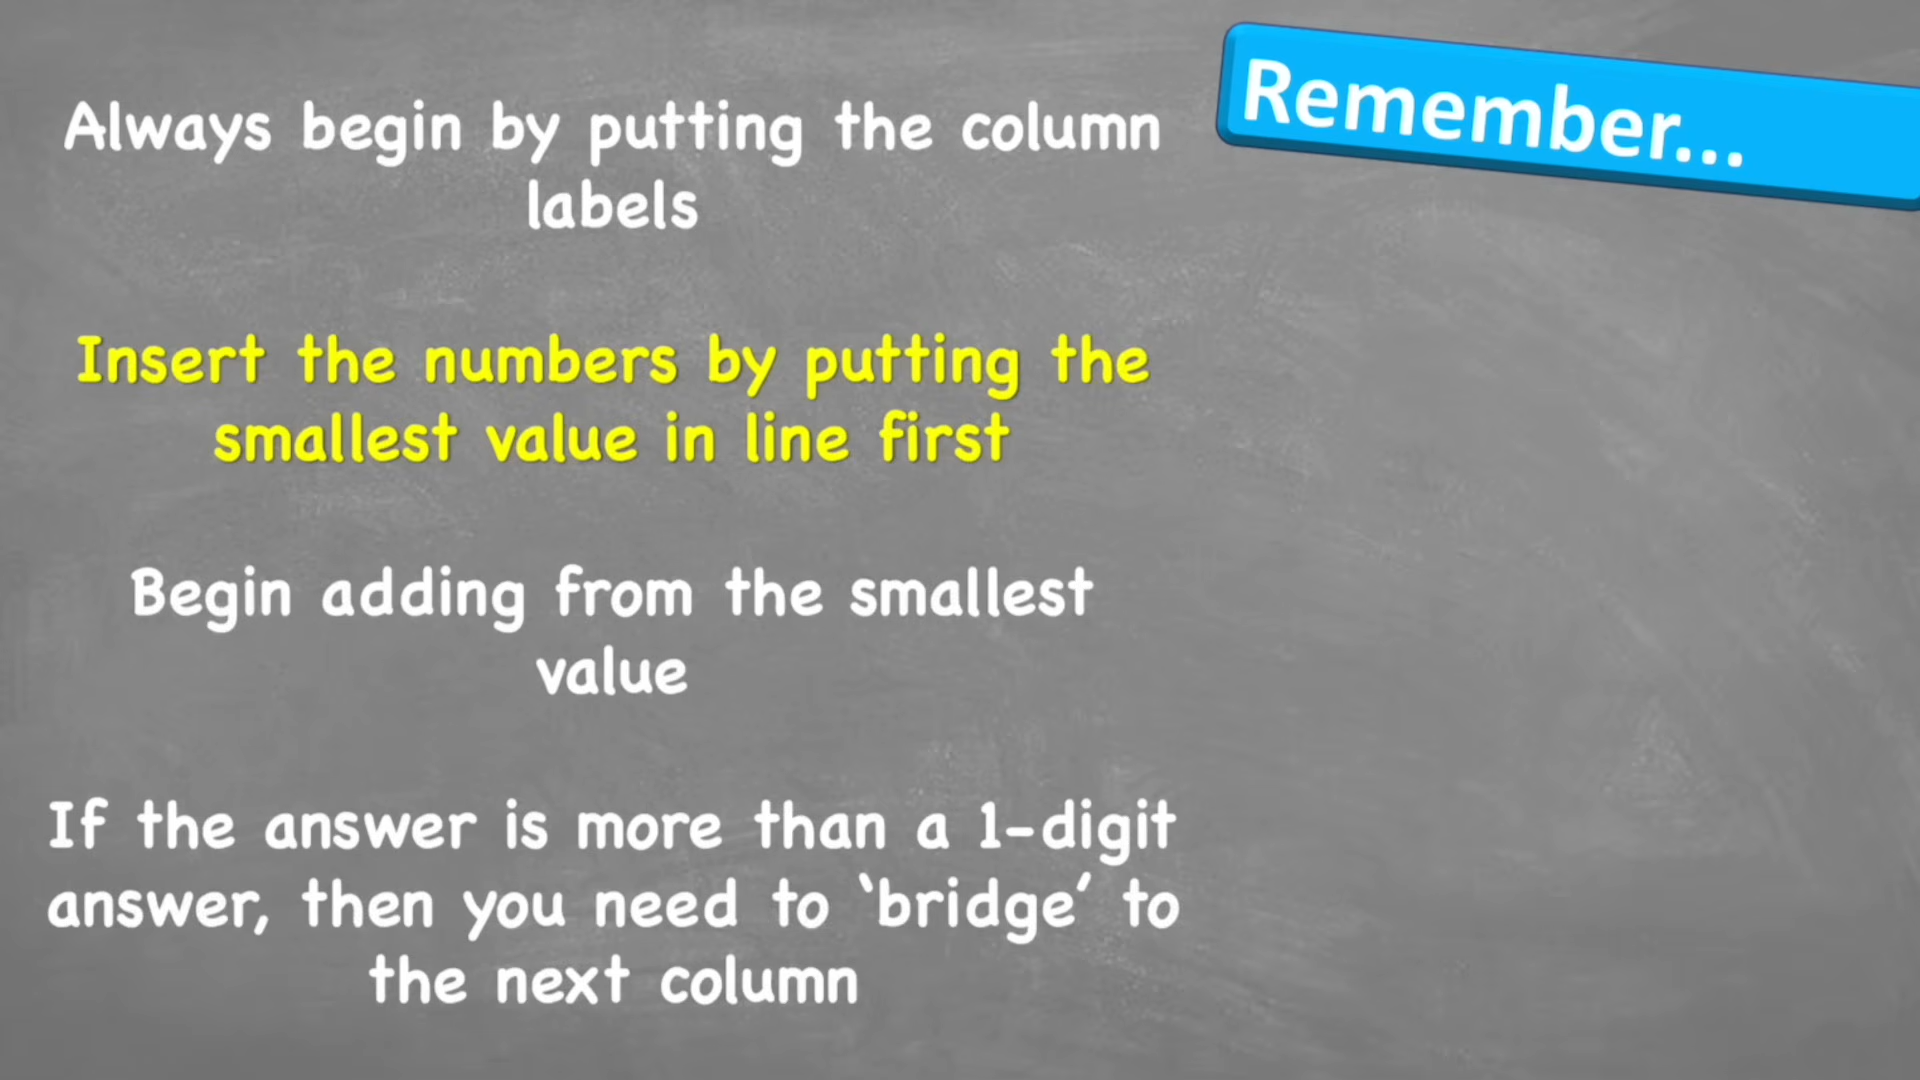 Remember...
Always begin by putting the column
labels
Insert the numbers by putting the
smallest value in line first
Begin adding from the smallest
value
If the answer is more than a 1-digit
answer, then you need to ‘bridge’ to
the next column